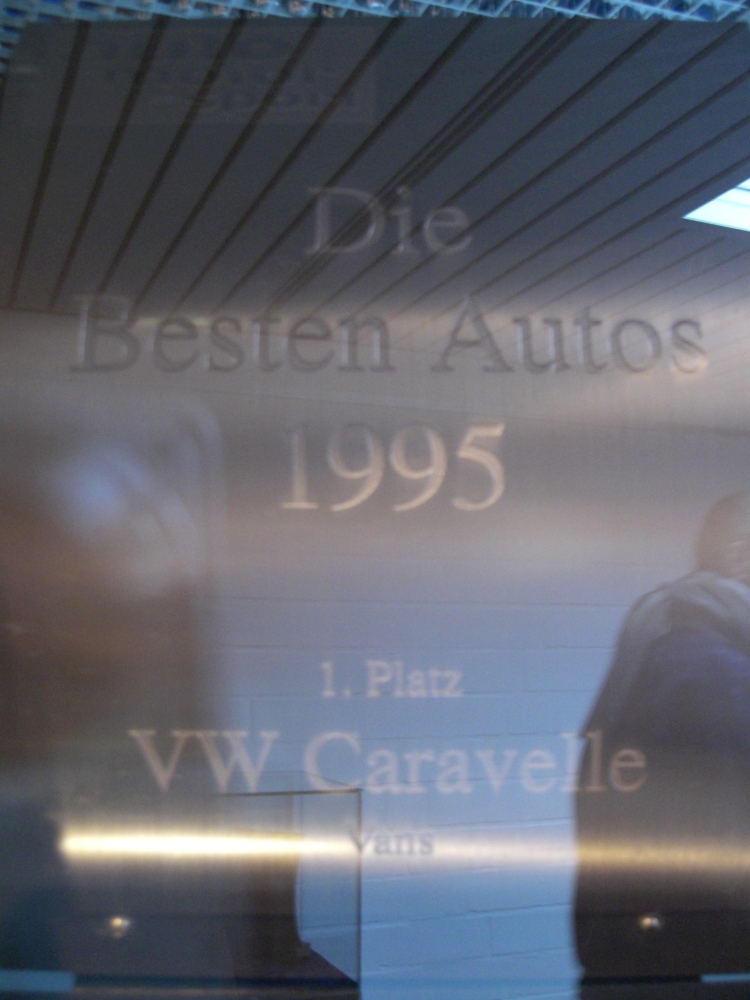 Die
Besten Autos
1995
1. Platz
VW Caravelle
Vans